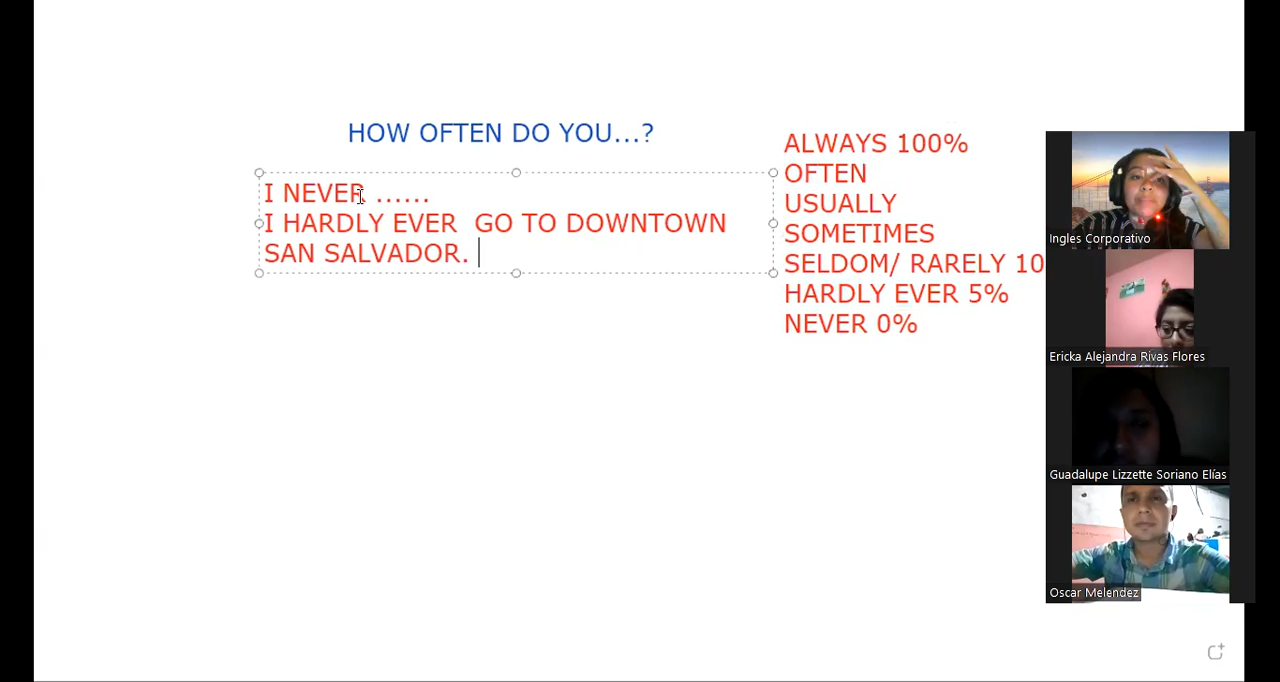 HOW OFTEN DO YOU...?
I NEVER ......
I HARDLY EVER  GO TO DOWNTOWN
SAN SALVADOR.
ALWAYS 100%
OFTEN
USUALLY
SOMETIMES
SELDOM/ RARELY 10
HARDLY EVER 5%
NEVER 0%
Ingles Corporativo
Ericka Alejandra Rivas Flores
Guadalupe Lizzette Soriano Elías
Oscar Melendez